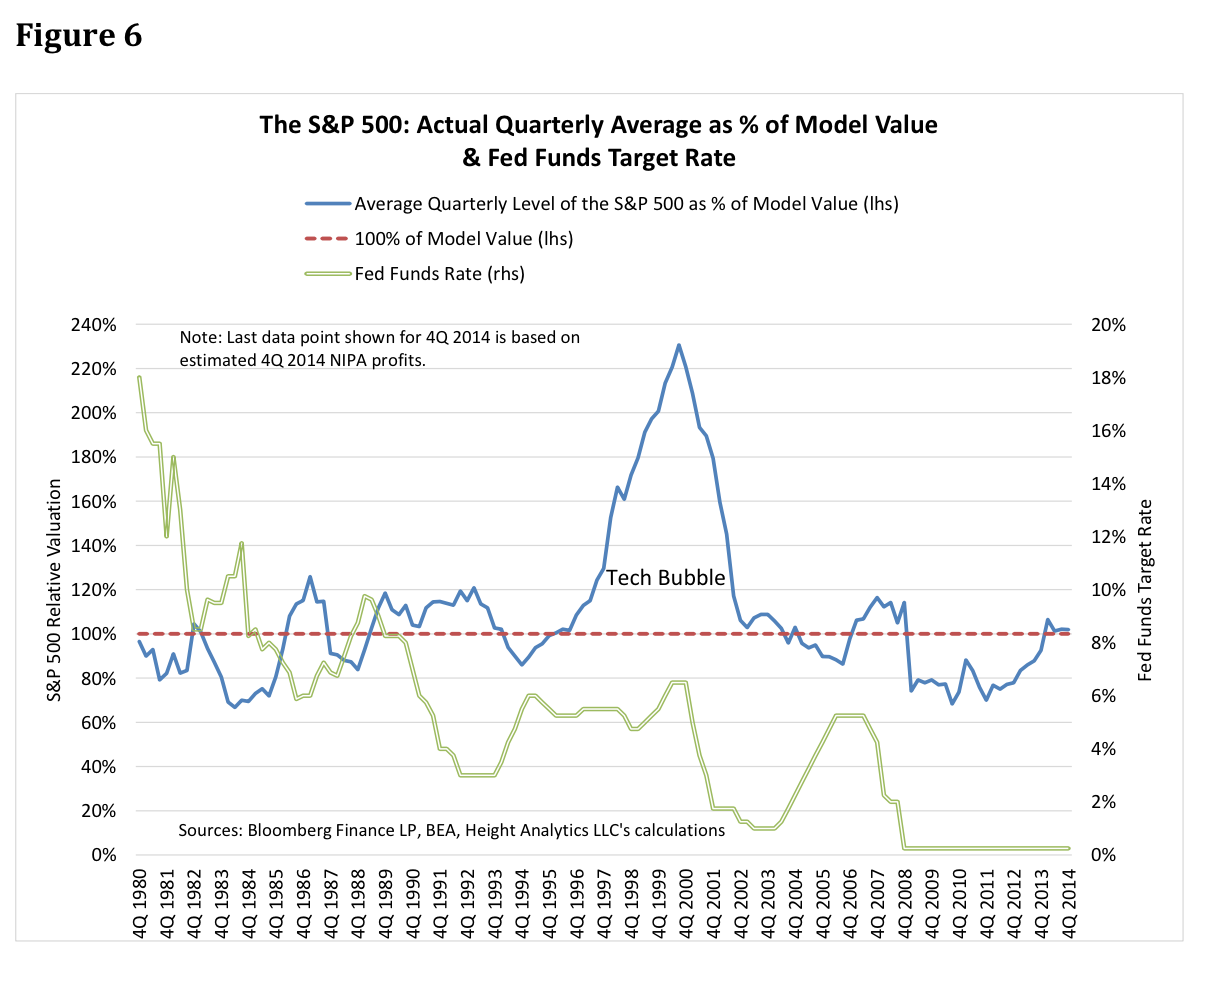 Figure 6
The S&P 500: Actual Quarterly Average as % of Model Value
& Fed Funds Target Rate
Average Quarterly Level of the S&P 500 as % of Model Value (lhs)
100% of Model Value (lhs)
Fed Funds Rate (rhs)
Note: Last data point shown for 4Q 2014 is based on
estimated 4Q 2014 NIPA profits.
S&P 500 Relative Valuation
240%
220%
200%
180%
160%
140%
120%
100%
80%
60%
40%
20%
0%
Tech Bubble
Sources: Bloomberg Finance LP, BEA, Height Analytics LLC's calculations
20%
18%
16%
14%
12%
10%
8%
6%
4%
2%
0%
Fed Funds Target Rate
4Q 1980
4Q 1981
4Q 1982
4Q 1983
4Q 1984
4Q 1985
4Q 1986
4Q 1987
4Q 1988
4Q 1989
4Q 1990
4Q 1991
4Q 1992
4Q 1993
4Q 1994
4Q 1995
4Q 1996
4Q 1997
4Q 1998
4Q 1999
4Q 2000
4Q 2001
4Q 2002
4Q 2003
4Q 2004
4Q 2005
4Q 2006
4Q 2007
4Q 2008
4Q 2009
4Q 2010
4Q 2011
4Q 2012
4Q 2013
4Q 2014